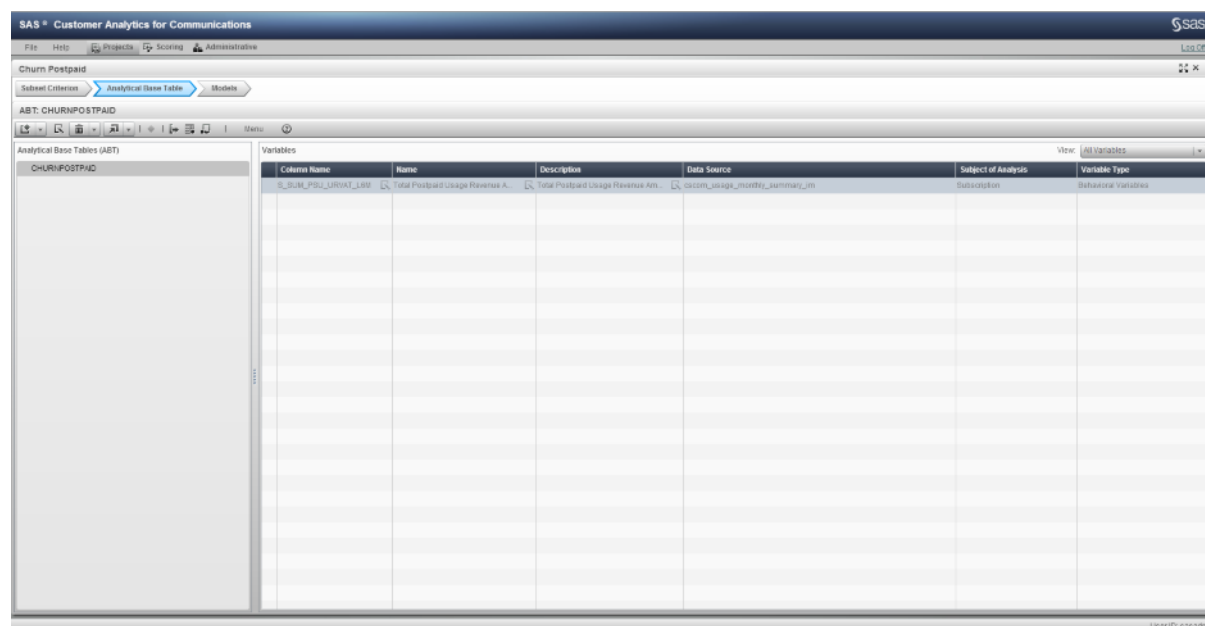 SAS ® Customer Analytics for Communications
sas
File Help Projects Scoring Administrative
Log Off
Churn Postpaid
Subset Criterion Analytical Base Table Models
ABT: CHURNPOSTPAID
Menu
Analytical Base Tables (ABT)
CHURNPOSTPAID
Variables
View: All Variables
Column Name Name Description Data Source Subject of Analysis Variable Type
Total Postpaid Usage Revenue A... Total Postpaid Usage Revenue Am... cscom_usage_monthly_summary_vm Subscription Behavioral Variables